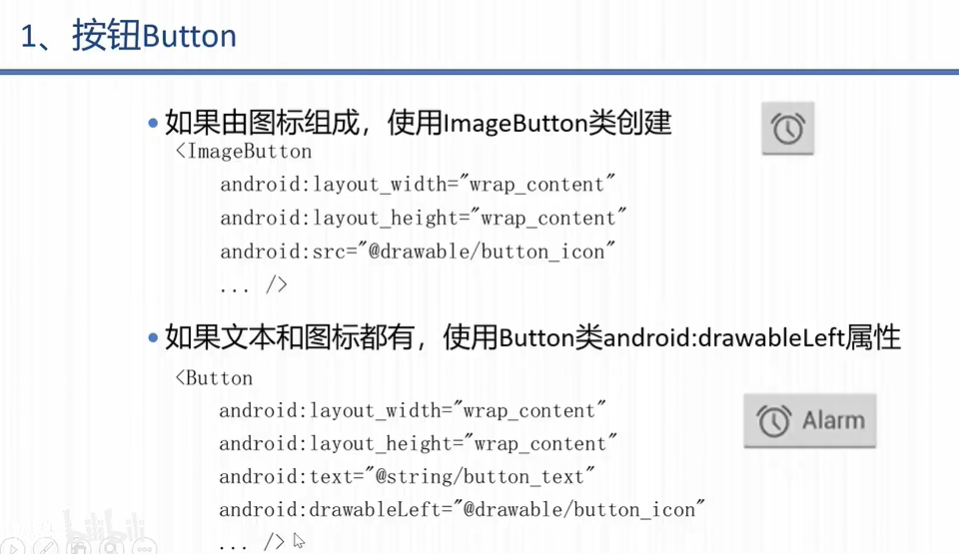 1、按钮Button
•如果由图标组成，使用ImageButton类创建
<ImageButton
android:layout_width="wrap_content"
android:layout_height="wrap_content"
android:src="@drawable/button_icon"
... />
•如果文本和图标都有，使用Button类android:drawableLeft属性
<Button
android:layout_width="wrap_content"
android:layout_height="wrap_content"
android:text="@string/button_text"
android:drawableLeft="@drawable/button_icon"
... />
Alarm
bilibili